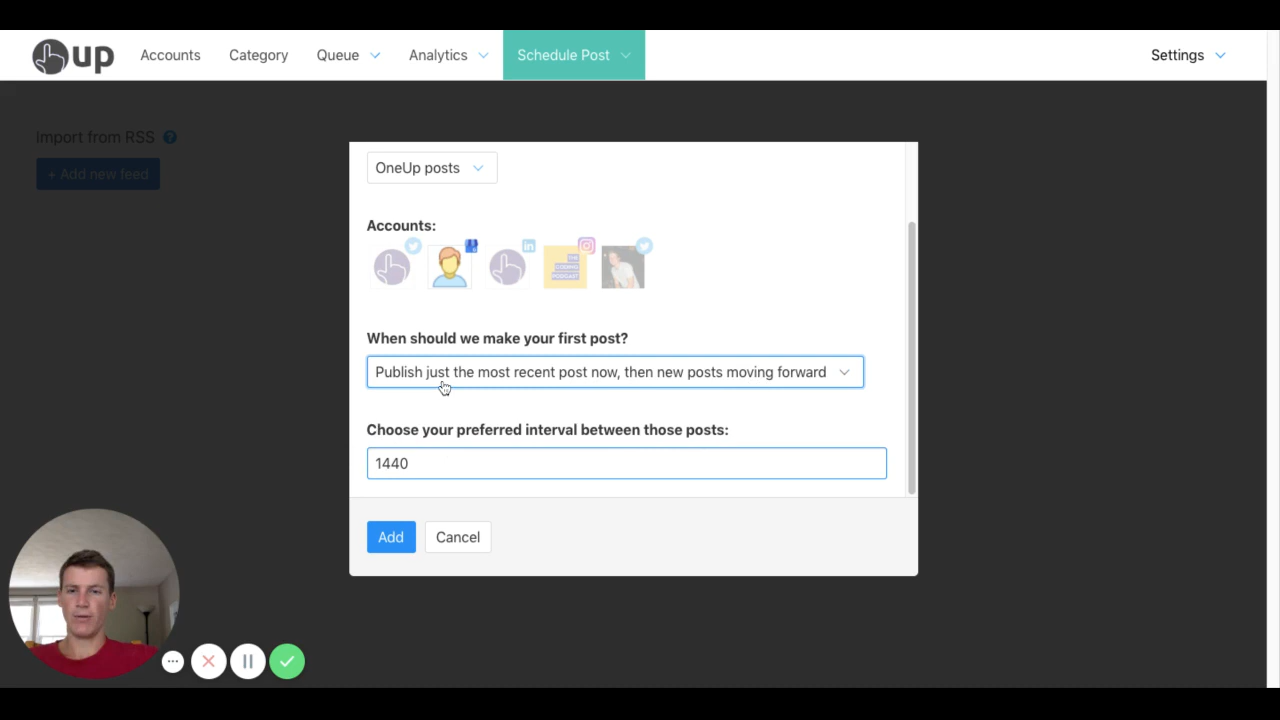 up
Accounts
Category
Queue
Analytics
Schedule Post
Settings
Import from RSS ?
+ Add new feed
OneUp posts
Accounts:
in
When should we make your first post?
Publish just the most recent post now, then new posts moving forward
Choose your preferred interval between those posts:
1440
Add
Cancel